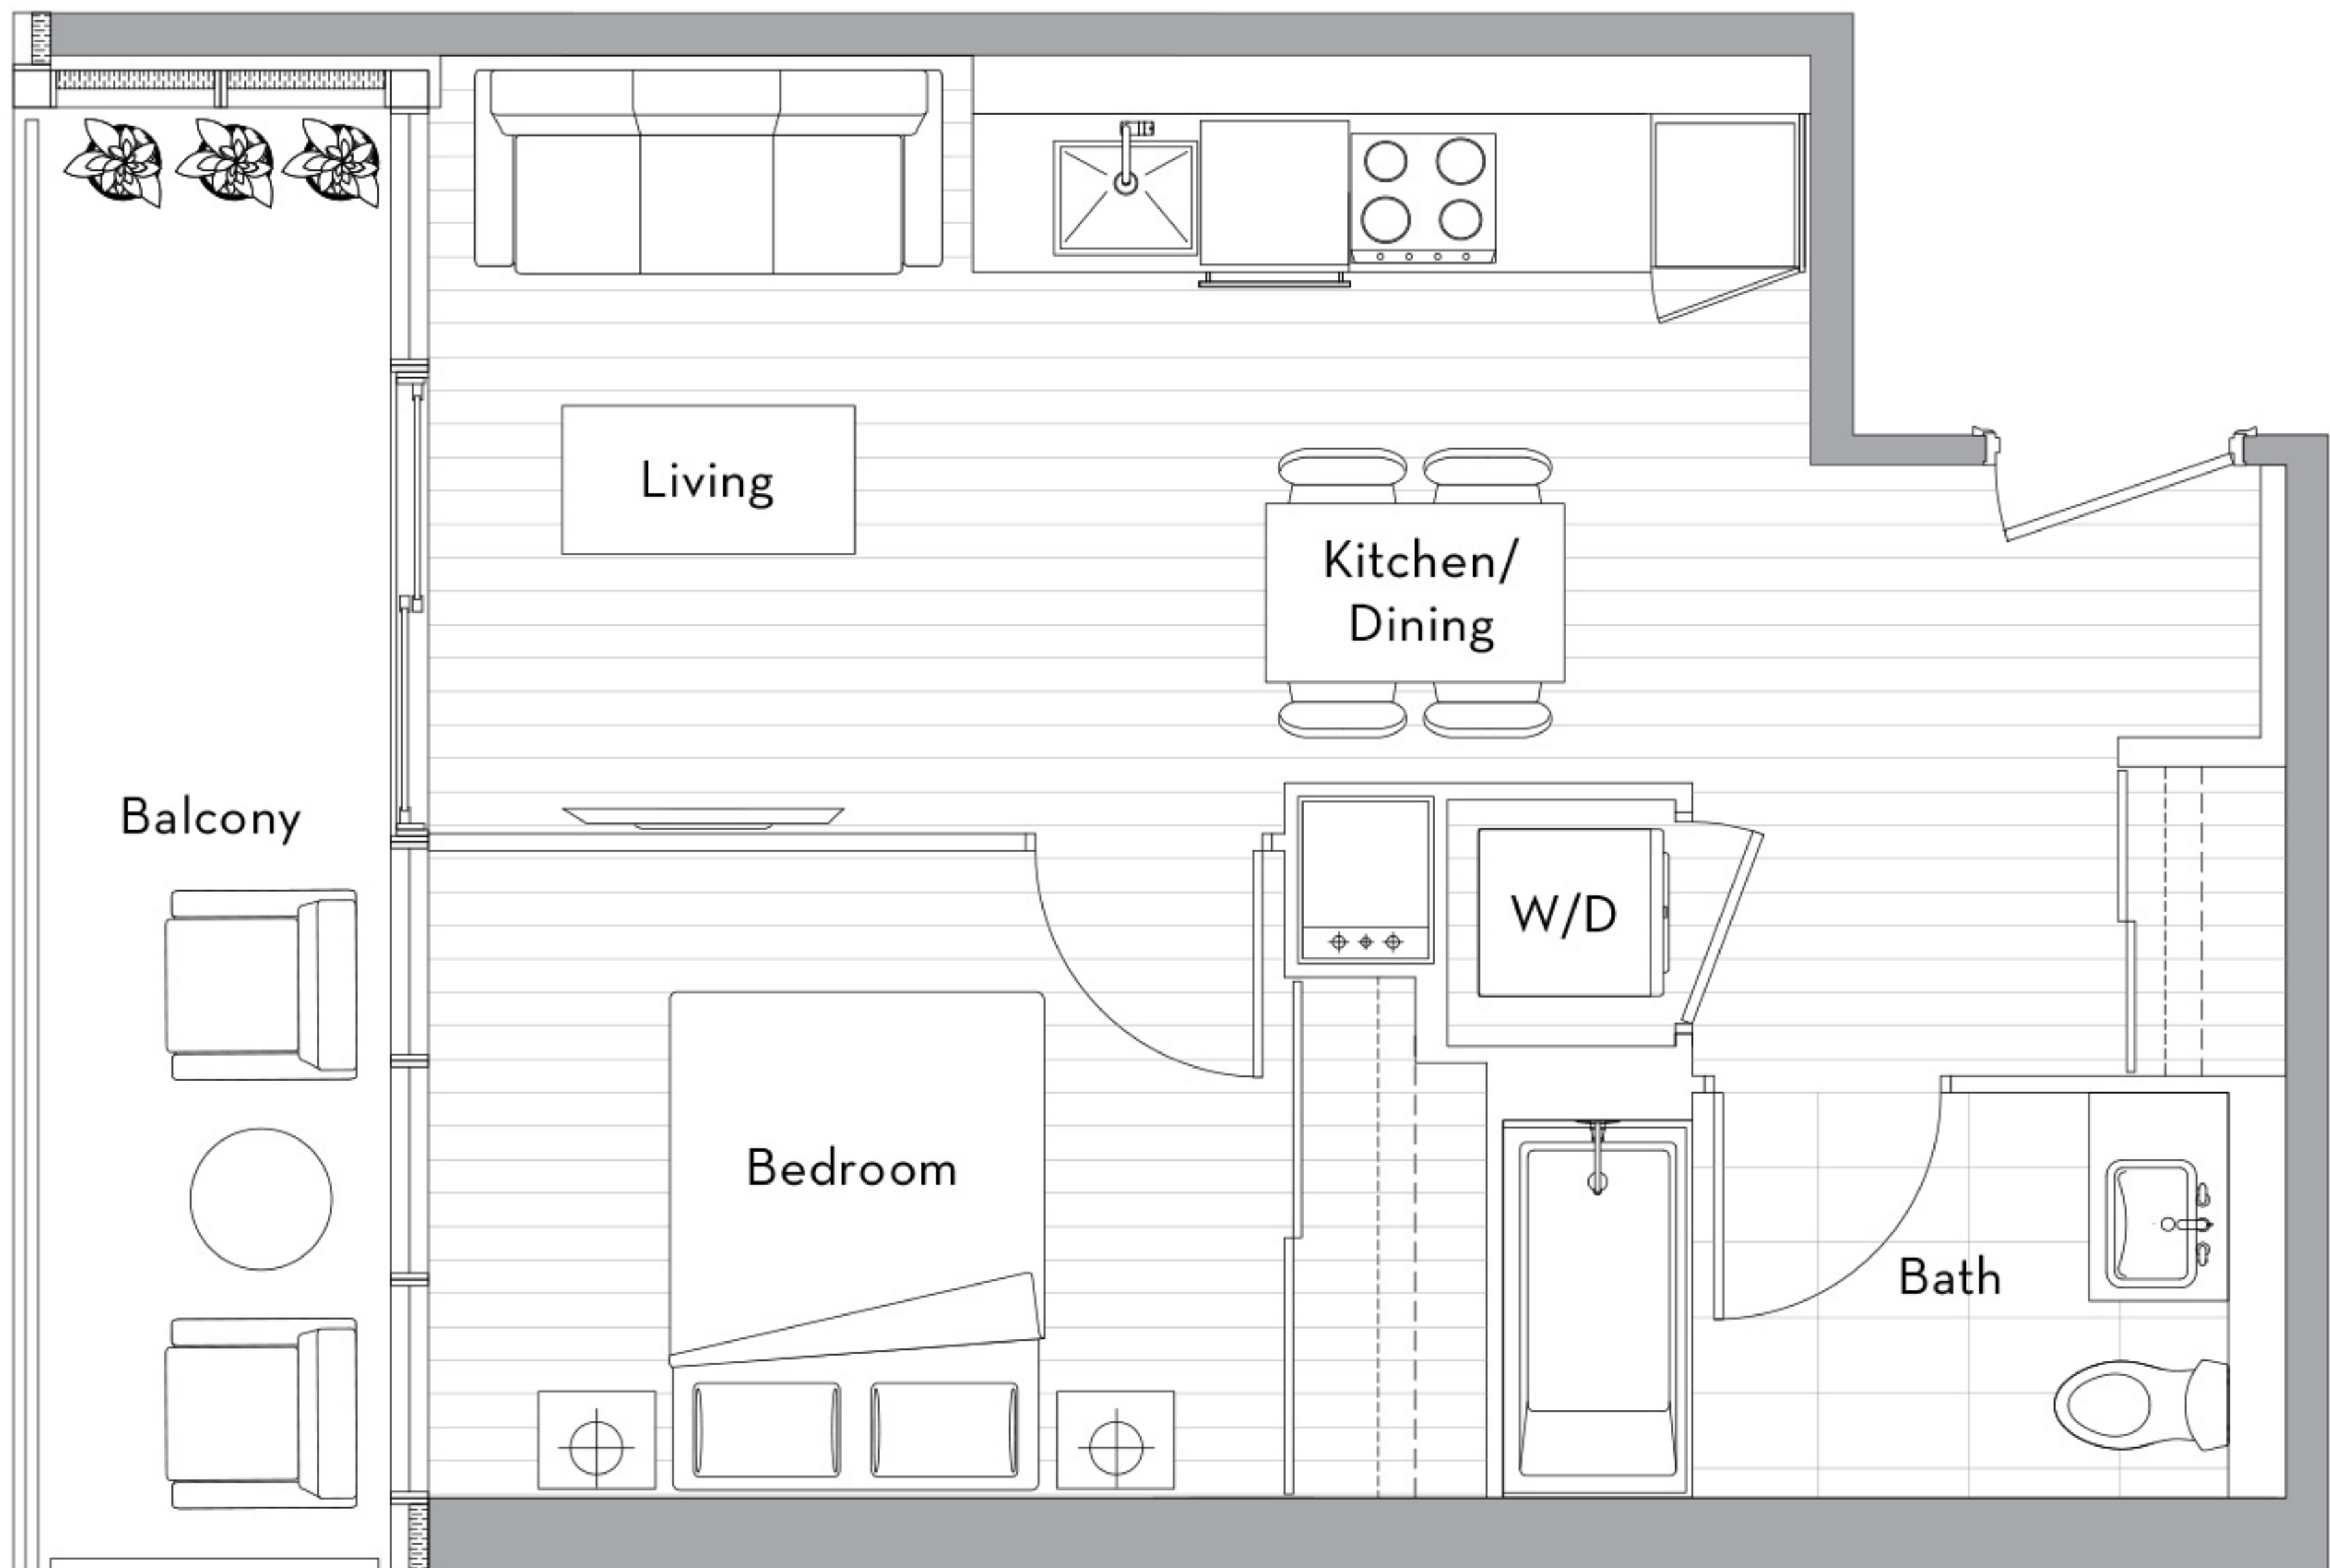 Living
Kitchen/
Dining
Balcony
W/D
Bedroom
Bath